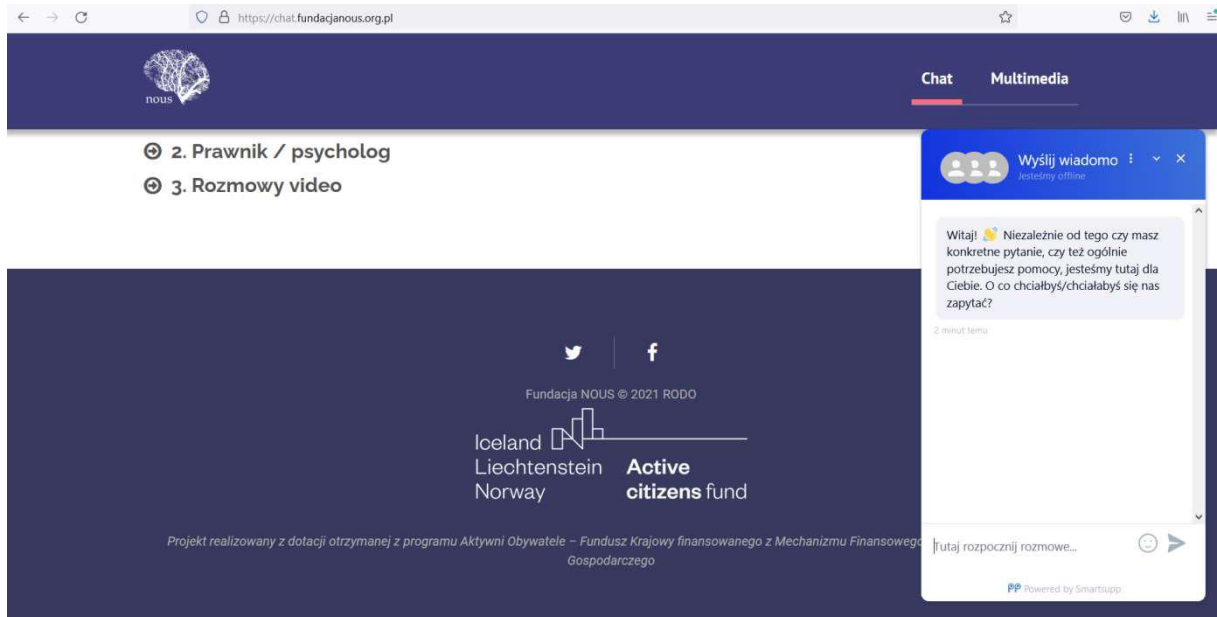 https://chat.fundacjanous.org.pl
nous
Chat
Multimedia
2. Prawnik / psycholog
3. Rozmowy video
Wyślij wiadomo
Jesteśmy offline
Witaj! 👋 Niezależnie od tego czy masz
konkretne pytanie, czy też ogólnie
potrzebujesz pomocy, jesteśmy tutaj dla
Ciebie. O co chciałbyś/chciałabyś się nas
zapytać?
2 minut temu
Fundacja NOUS © 2021 RODO
Iceland
Liechtenstein
Norway
Active
citizens fund
Projekt realizowany z dotacji otrzymanej z programu Aktywni Obywatele – Fundusz Krajowy finansowanego z Mechanizmu Finansowego
Gospodarczego
Tutaj rozpocznij rozmowe...
Powered by Smartsupp